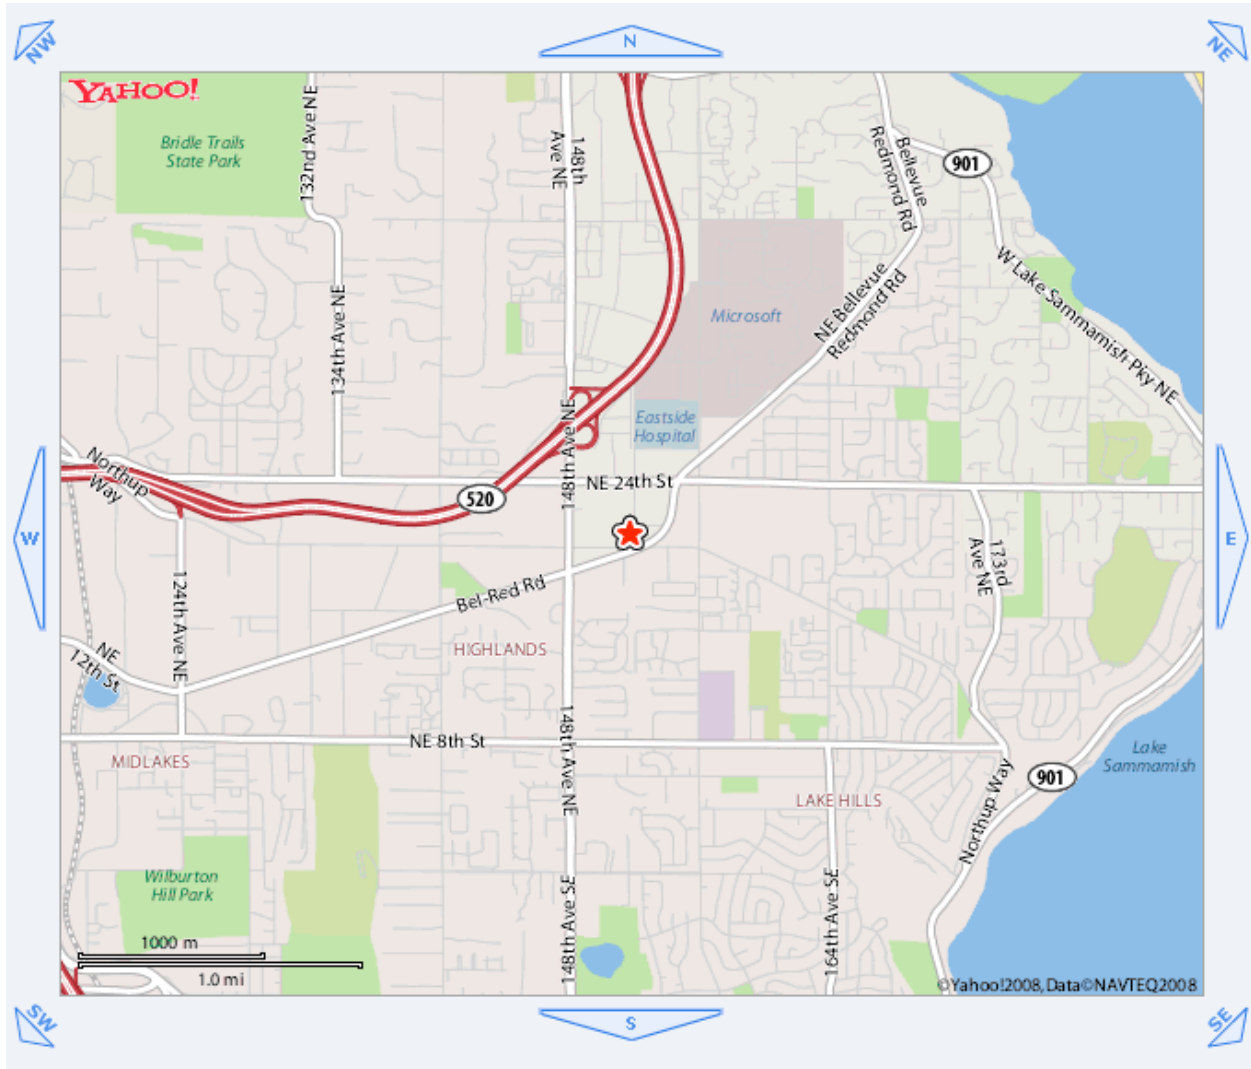 N
NW
NE
YAHOO!
Bridle Trails
State Park
132nd Ave NE
148th
Ave NE
Bellevue
Redmond Rd
901
W Lake Sammamish Pky NE
134th Ave NE
Microsoft
NE Bellevue
Redmond Rd
148th Ave NE
Eastside
Hospital
Northup
Way
520
NE 24th St
W
E
173rd
Ave NE
124th Ave NE
Bel-Red Rd
NE
12th St
HIGHLANDS
148th Ave NE
NE 8th St
MIDLAKES
Lake
Sammamish
901
LAKE HILLS
Northup Way
Wilburton
Hill Park
148th Ave SE
164th Ave SE
1000 m
1.0 mi
©Yahoo!2008, Data©NAVTEQ2008
SW
S
SE